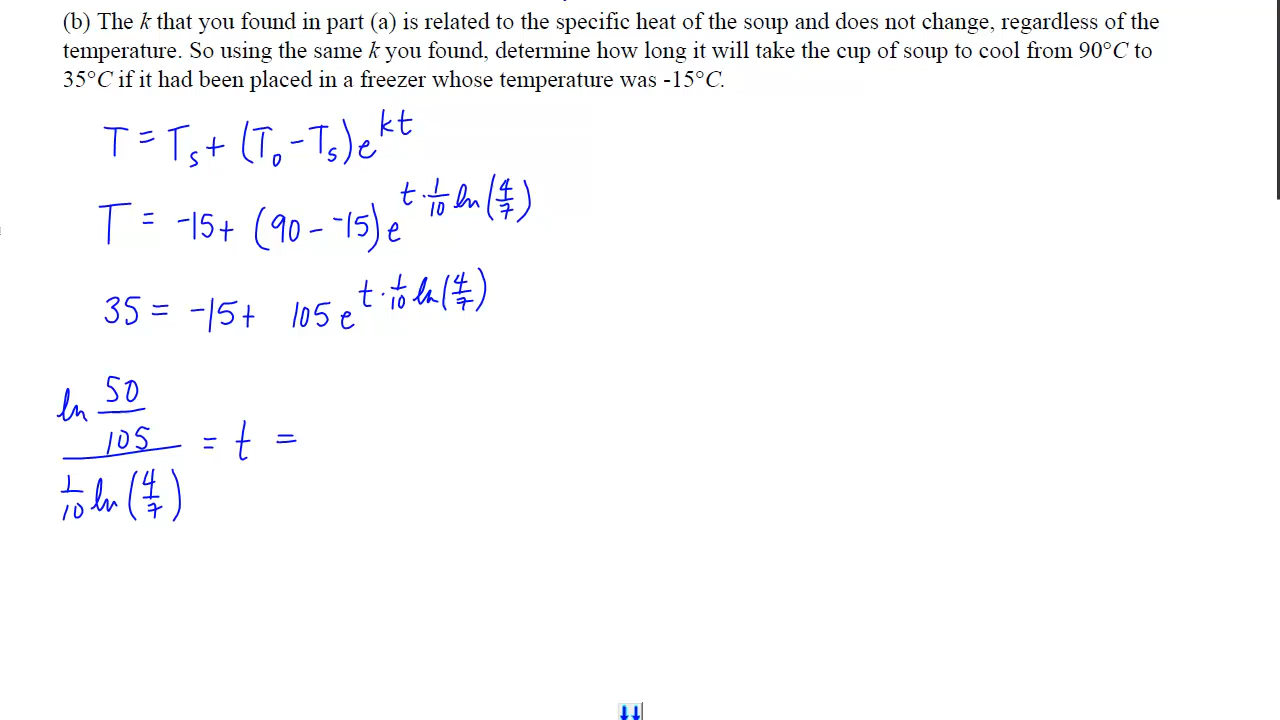 (b) The k that you found in part (a) is related to the specific heat of the soup and does not change, regardless of the
temperature. So using the same k you found, determine how long it will take the cup of soup to cool from 90°C to
35°C if it had been placed in a freezer whose temperature was -15°C.
T = T_s + (T_0 - T_s)e^{kt}
T = -15 + (90 - -15)e^{t · 1/10 ln(4/7)}
35 = -15 + 105e^{t · 1/10 ln(4/7)}
(ln 50/105) / (1/10 ln(4/7)) = t =